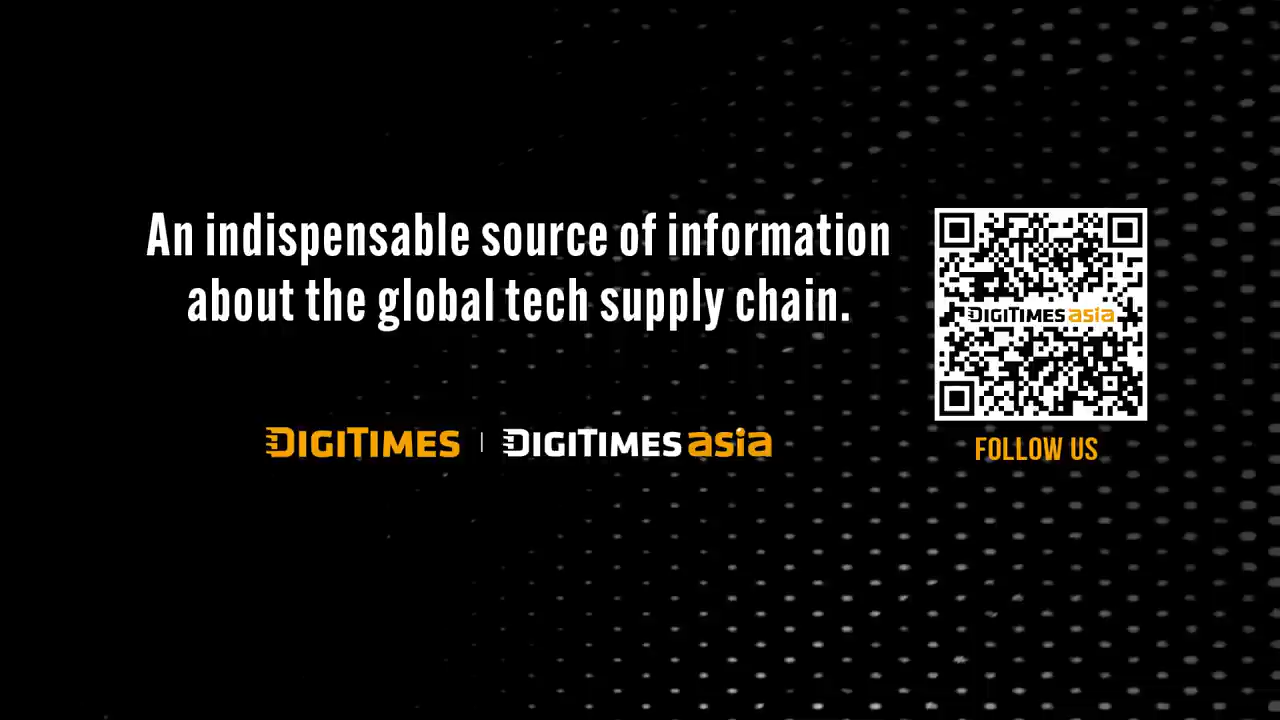 An indispensable source of information
about the global tech supply chain.
DIGITIMES | DIGITIMES asia
DIGITIMES asia
FOLLOW US